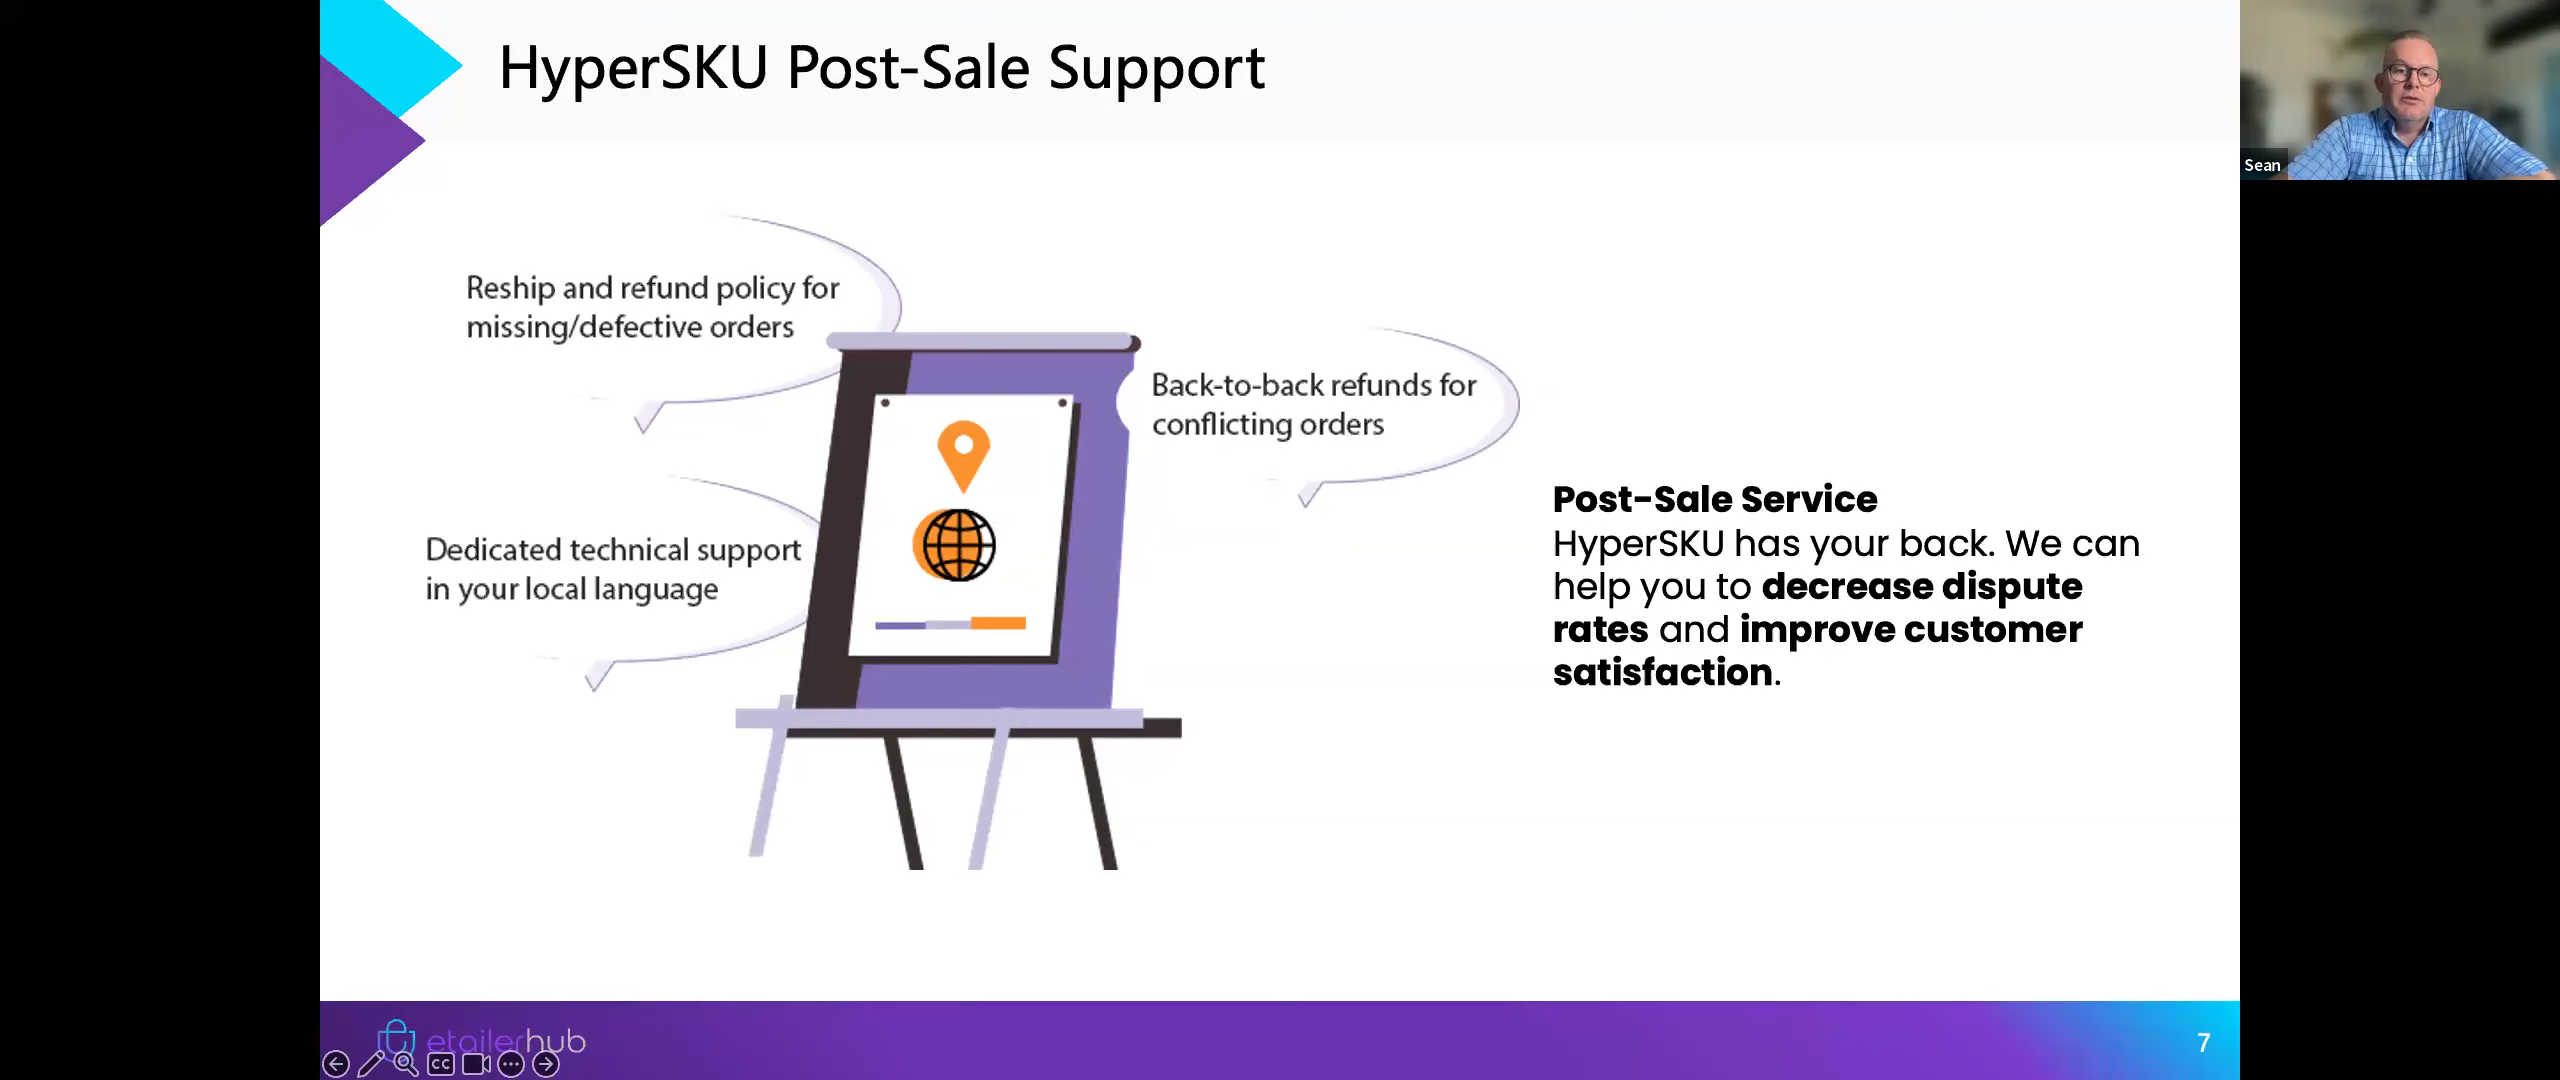 HyperSKU Post-Sale Support
Sean
Reship and refund policy for
missing/defective orders
Back-to-back refunds for
conflicting orders
Dedicated technical support
in your local language
Post-Sale Service
HyperSKU has your back. We can
help you to decrease dispute
rates and improve customer
satisfaction.
etailerhub
CC
7